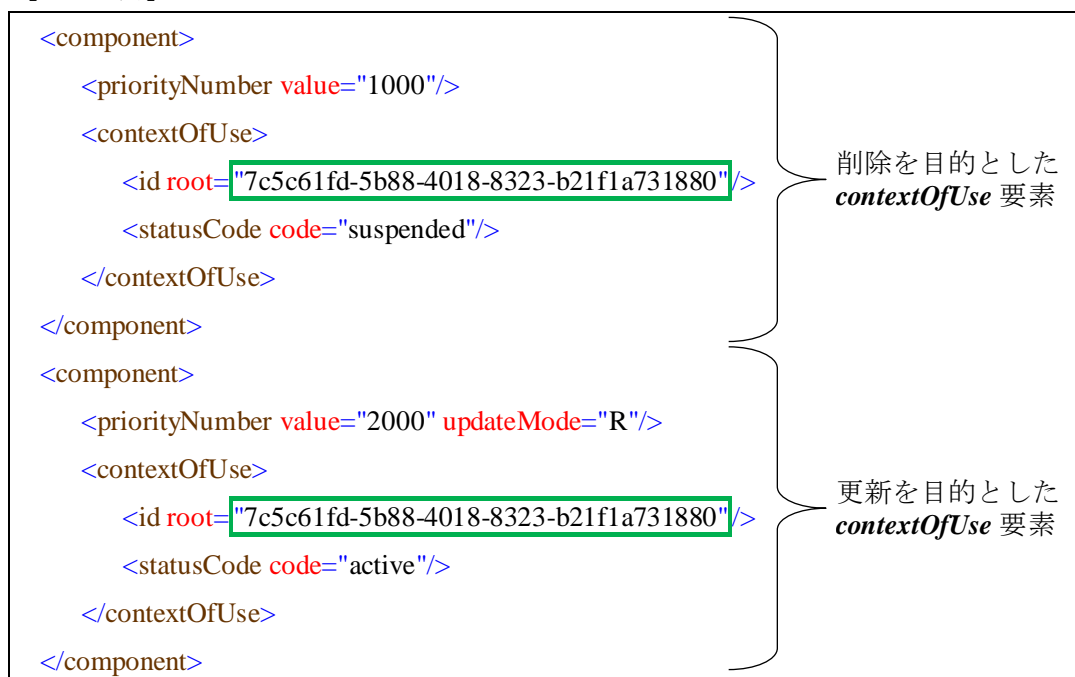 <component>
<priorityNumber value="1000"/>
<contextOfUse>
<id root="7c5c61fd-5b88-4018-8323-b21f1a731880"/>
<statusCode code="suspended"/>
</contextOfUse>
</component>
削除を目的とした
contextOfUse 要素
<component>
<priorityNumber value="2000" updateMode="R"/>
<contextOfUse>
<id root="7c5c61fd-5b88-4018-8323-b21f1a731880"/>
<statusCode code="active"/>
</contextOfUse>
</component>
更新を目的とした
contextOfUse 要素